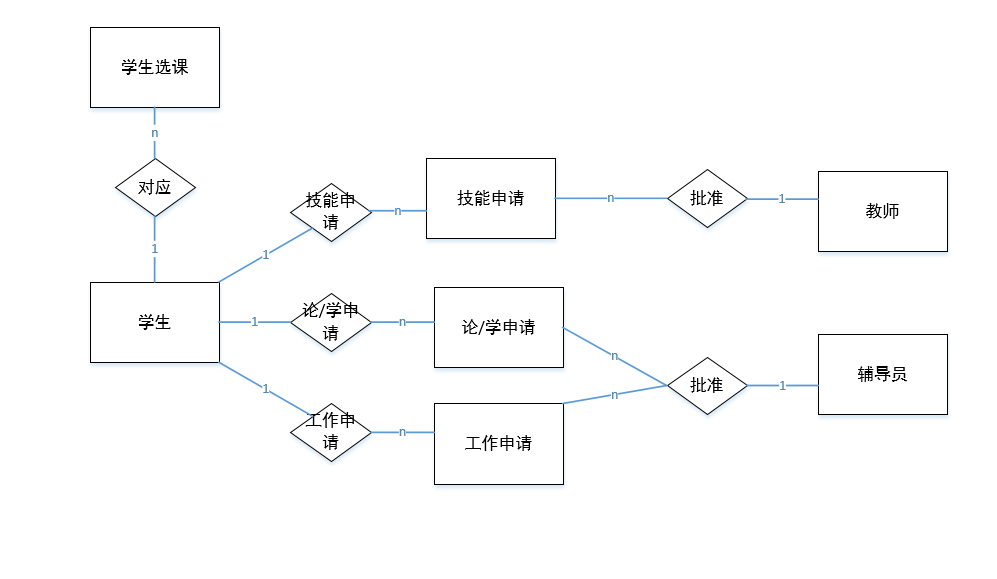 学生选课
n
对应
1
学生
1
技能申
请
n
技能申请
n
批准
1
教师
1
论/学申
请
n
论/学申请
n
1
工作申
请
n
工作申请
n
批准
1
辅导员